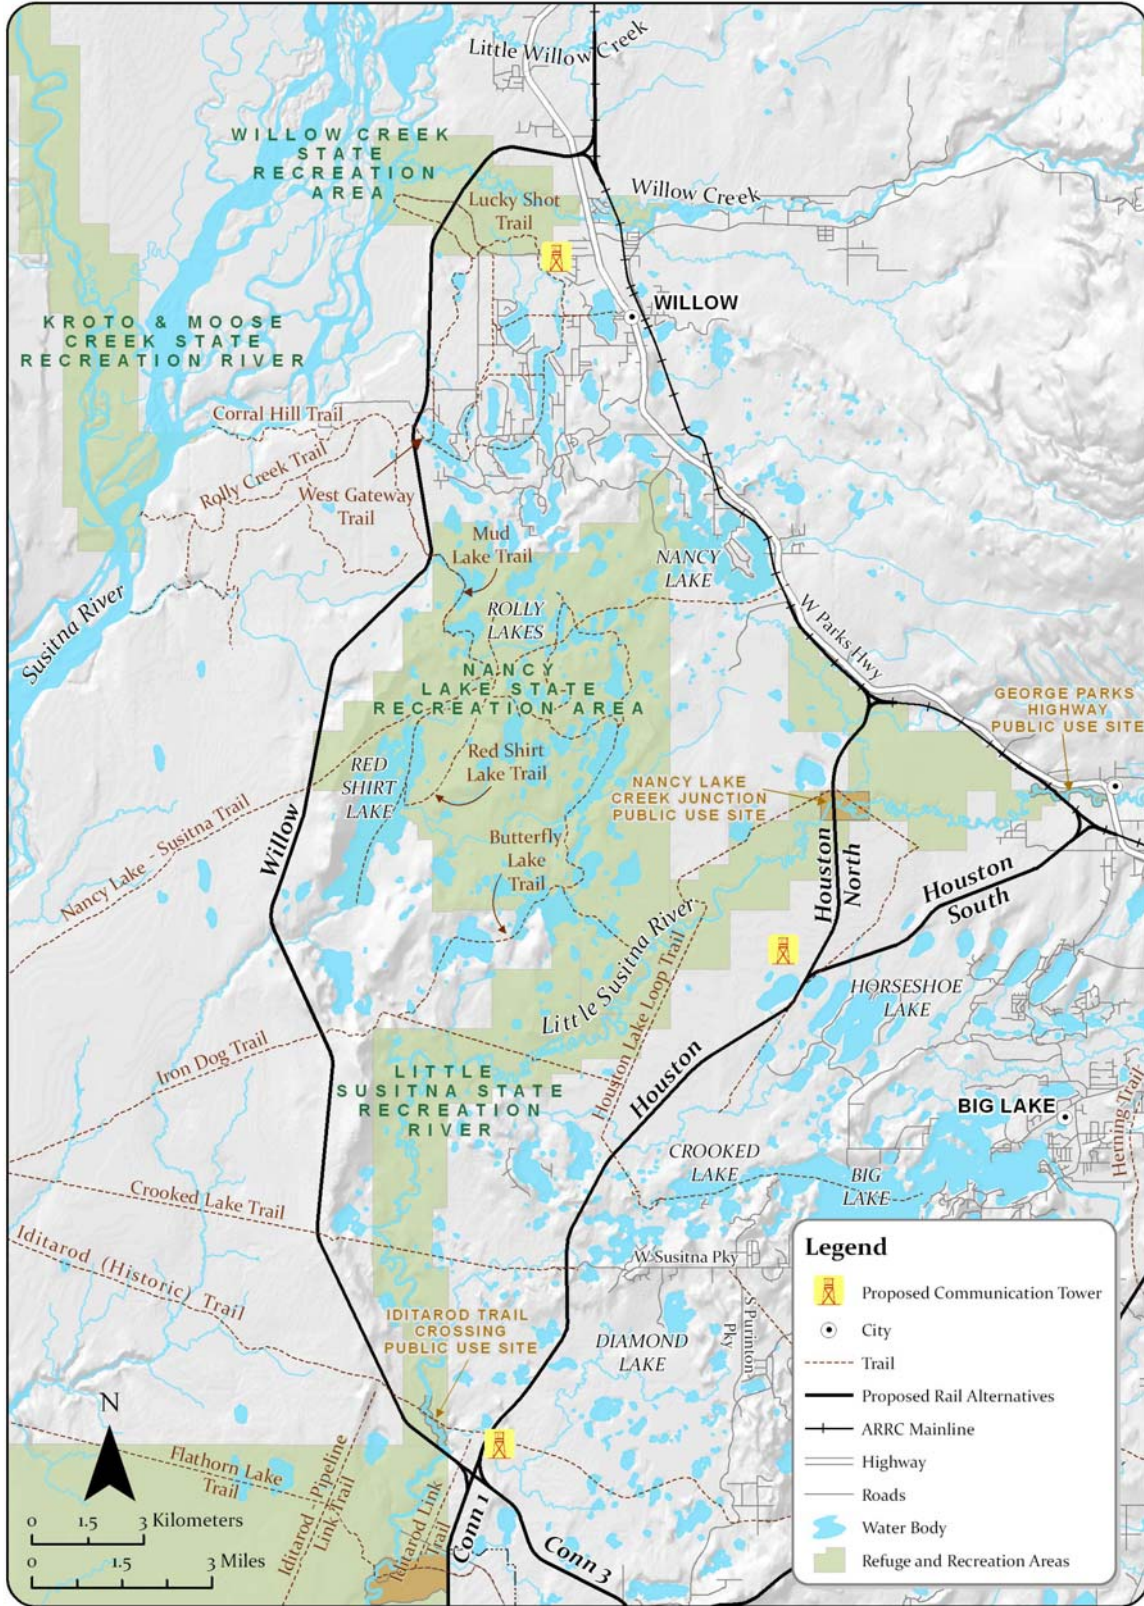 Little Willow Creek
WILLOW CREEK
STATE
RECREATION
AREA
Willow Creek
Lucky Shot
Trail
WILLOW
KROTO & MOOSE
CREEK STATE
RECREATION RIVER
Corral Hill Trail
Rolly Creek Trail
West Gateway
Trail
Mud
Lake Trail
NANCY
LAKE
Susitna River
ROLLY
LAKES
W Parks Hwy
NANCY
LAKE STATE
RECREATION AREA
GEORGE PARKS
HIGHWAY
PUBLIC USE SITE
RED
SHIRT
LAKE
Red Shirt
Lake Trail
NANCY LAKE
CREEK JUNCTION
PUBLIC USE SITE
Nancy Lake - Susitna Trail
Willow
Butterfly
Lake
Trail
Houston
North
Houston
South
Little Susitna River
Houston Lake Loop Trail
HORSESHOE
LAKE
Iron Dog Trail
LITTLE
SUSITNA STATE
RECREATION
RIVER
Houston
BIG LAKE
Herning Trail
CROOKED
LAKE
BIG
LAKE
Crooked Lake Trail
Iditarod (Historic) Trail
W Susitna Pky
S Purinton
Pky
IDITAROD TRAIL
CROSSING
PUBLIC USE SITE
DIAMOND
LAKE
Flathorn Lake
Trail
Iditarod Pipeline
Link Trail
Iditarod Link
Trail
Conn 1
Conn 3
N
0 1.5 3 Kilometers
0 1.5 3 Miles
Legend
Proposed Communication Tower
City
Trail
Proposed Rail Alternatives
ARRC Mainline
Highway
Roads
Water Body
Refuge and Recreation Areas